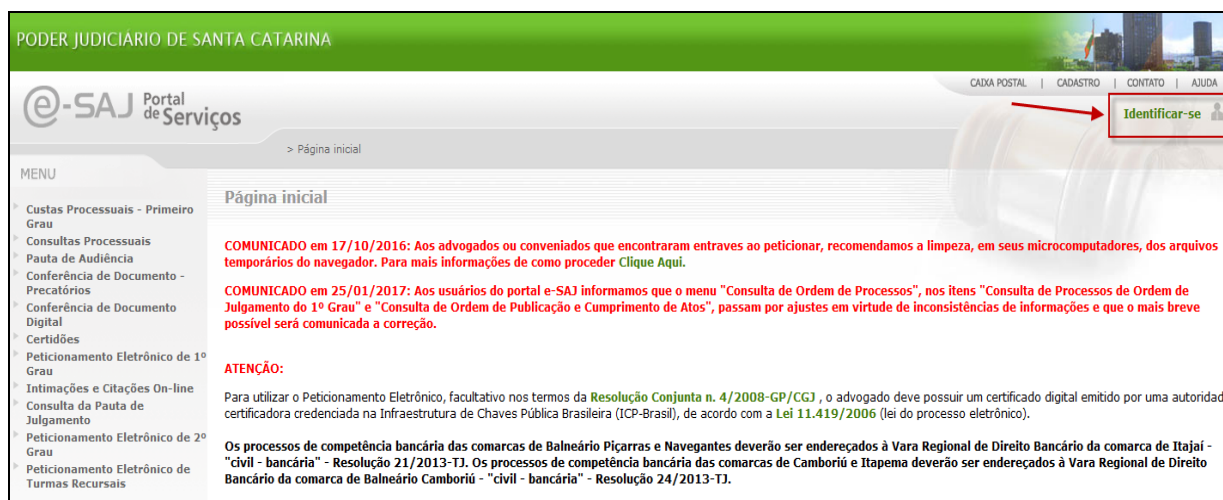 PODER JUDICIÁRIO DE SANTA CATARINA
CAIXA POSTAL | CADASTRO | CONTATO | AJUDA
e-SAJ Portal de Serviços
Identificar-se
> Página inicial
MENU
Custas Processuais - Primeiro
Grau
Consultas Processuais
Pauta de Audiência
Conferência de Documento -
Precatórios
Conferência de Documento
Digital
Certidões
Peticionamento Eletrônico de 1º
Grau
Intimações e Citações On-line
Consulta da Pauta de
Julgamento
Peticionamento Eletrônico de 2º
Grau
Peticionamento Eletrônico de
Turmas Recursais
Página inicial
COMUNICADO em 17/10/2016: Aos advogados ou conveniados que encontraram entraves ao peticionar, recomendamos a limpeza, em seus microcomputadores, dos arquivos
temporários do navegador. Para mais informações de como proceder Clique Aqui.
COMUNICADO em 25/01/2017: Aos usuários do portal e-SAJ informamos que o menu "Consulta de Ordem de Processos", nos itens "Consulta de Processos de Ordem de
Julgamento do 1º Grau" e "Consulta de Ordem de Publicação e Cumprimento de Atos", passam por ajustes em virtude de inconsistências de informações e que o mais breve
possível será comunicada a correção.
ATENÇÃO:
Para utilizar o Peticionamento Eletrônico, facultativo nos termos da Resolução Conjunta n. 4/2008-GP/CGJ , o advogado deve possuir um certificado digital emitido por uma autoridad
certificadora credenciada na Infraestrutura de Chaves Pública Brasileira (ICP-Brasil), de acordo com a Lei 11.419/2006 (lei do processo eletrônico).
Os processos de competência bancária das comarcas de Balneário Piçarras e Navegantes deverão ser endereçados à Vara Regional de Direito Bancário da comarca de Itajaí -
"civil - bancária" - Resolução 21/2013-TJ. Os processos de competência bancária das comarcas de Camboriú e Itapema deverão ser endereçados à Vara Regional de Direito
Bancário da comarca de Balneário Camboriú - "civil - bancária" - Resolução 24/2013-TJ.